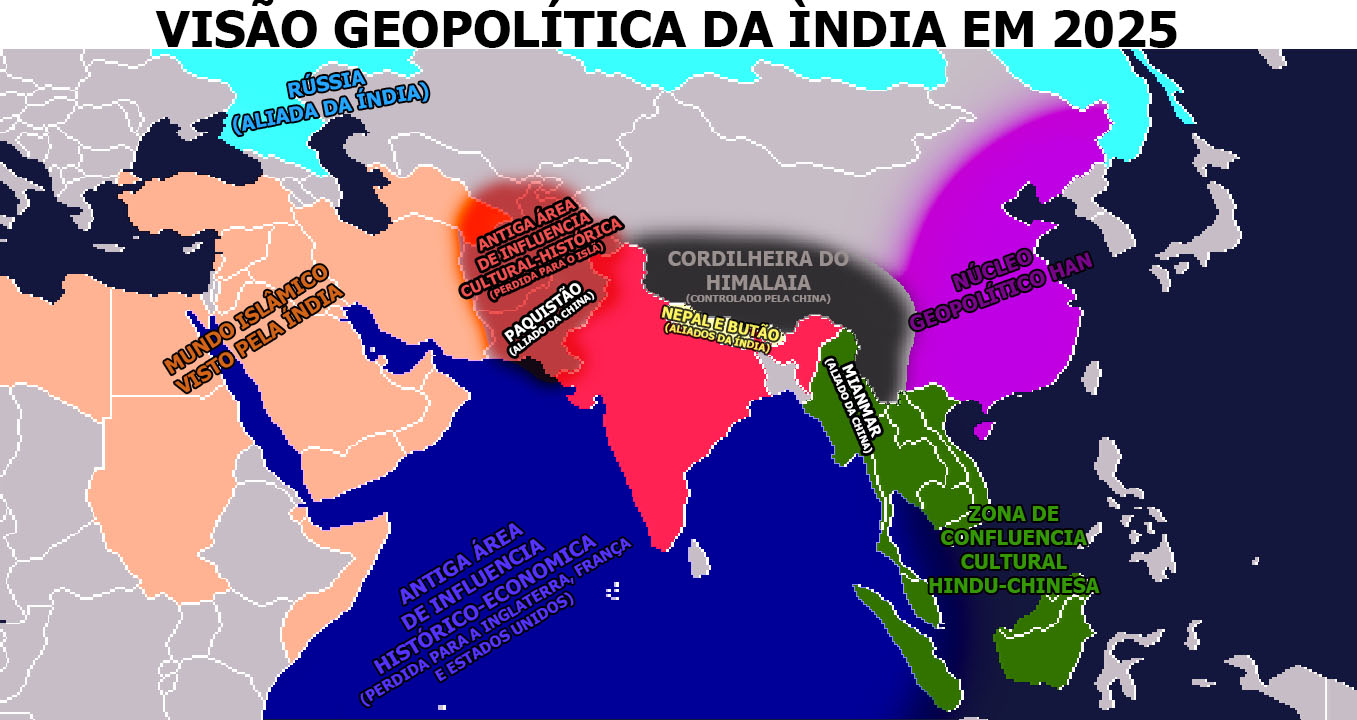 VISÃO GEOPOLÍTICA DA ÌNDIA EM 2025
RÚSSIA
(ALIADA DA ÍNDIA)
ANTIGA ÁREA
DE INFLUENCIA
CULTURAL-HISTÓRICA
(PERDIDA PARA O ISLÃ)
CORDILHEIRA DO
HIMALAIA
(CONTROLADO PELA CHINA)
NÚCLEO
GEOPOLÍTICO HAN
MUNDO ISLÂMICO
VISTO PELA ÍNDIA
PAQUISTÃO
(ALIADO DA CHINA)
NEPAL E BUTÃO
(ALIADOS DA ÍNDIA)
MIANMAR
(ALIADO DA CHINA)
ZONA DE
CONFLUENCIA
CULTURAL
HINDU-CHINESA
ANTIGA ÁREA
DE INFLUENCIA
HISTÓRICO-ECONOMICA
(PERDIDA PARA A INGLATERRA, FRANÇA
E ESTADOS UNIDOS)